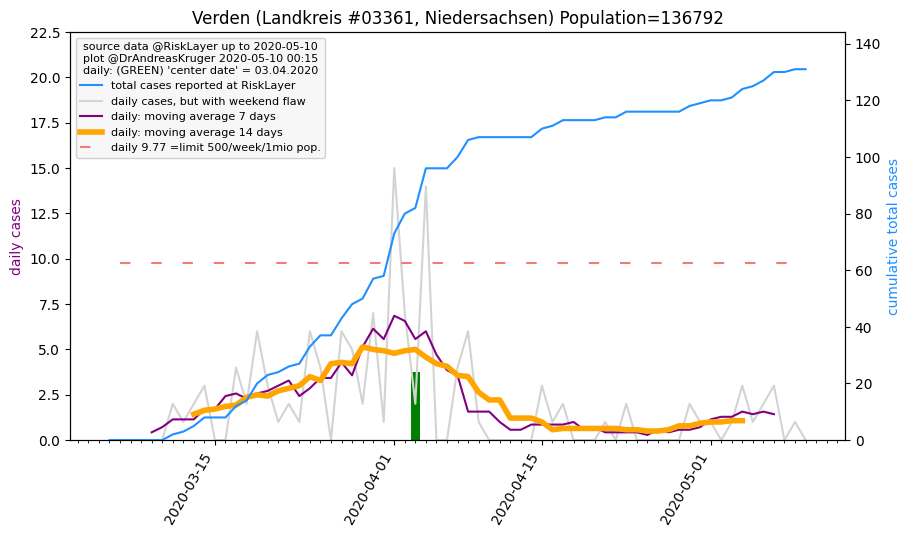 Verden (Landkreis #03361, Niedersachsen) Population=136792
source data @RiskLayer up to 2020-05-10
plot @DrAndreasKruger 2020-05-10 00:15
daily: (GREEN) 'center date' = 03.04.2020
total cases reported at RiskLayer
daily cases, but with weekend flaw
daily: moving average 7 days
daily: moving average 14 days
daily 9.77 =limit 500/week/1mio pop.
daily cases
22.5
20.0
17.5
15.0
12.5
10.0
7.5
5.0
2.5
0.0
140
120
100
80
60
40
20
0
cumulative total cases
2020-03-15
2020-04-01
2020-04-15
2020-05-01